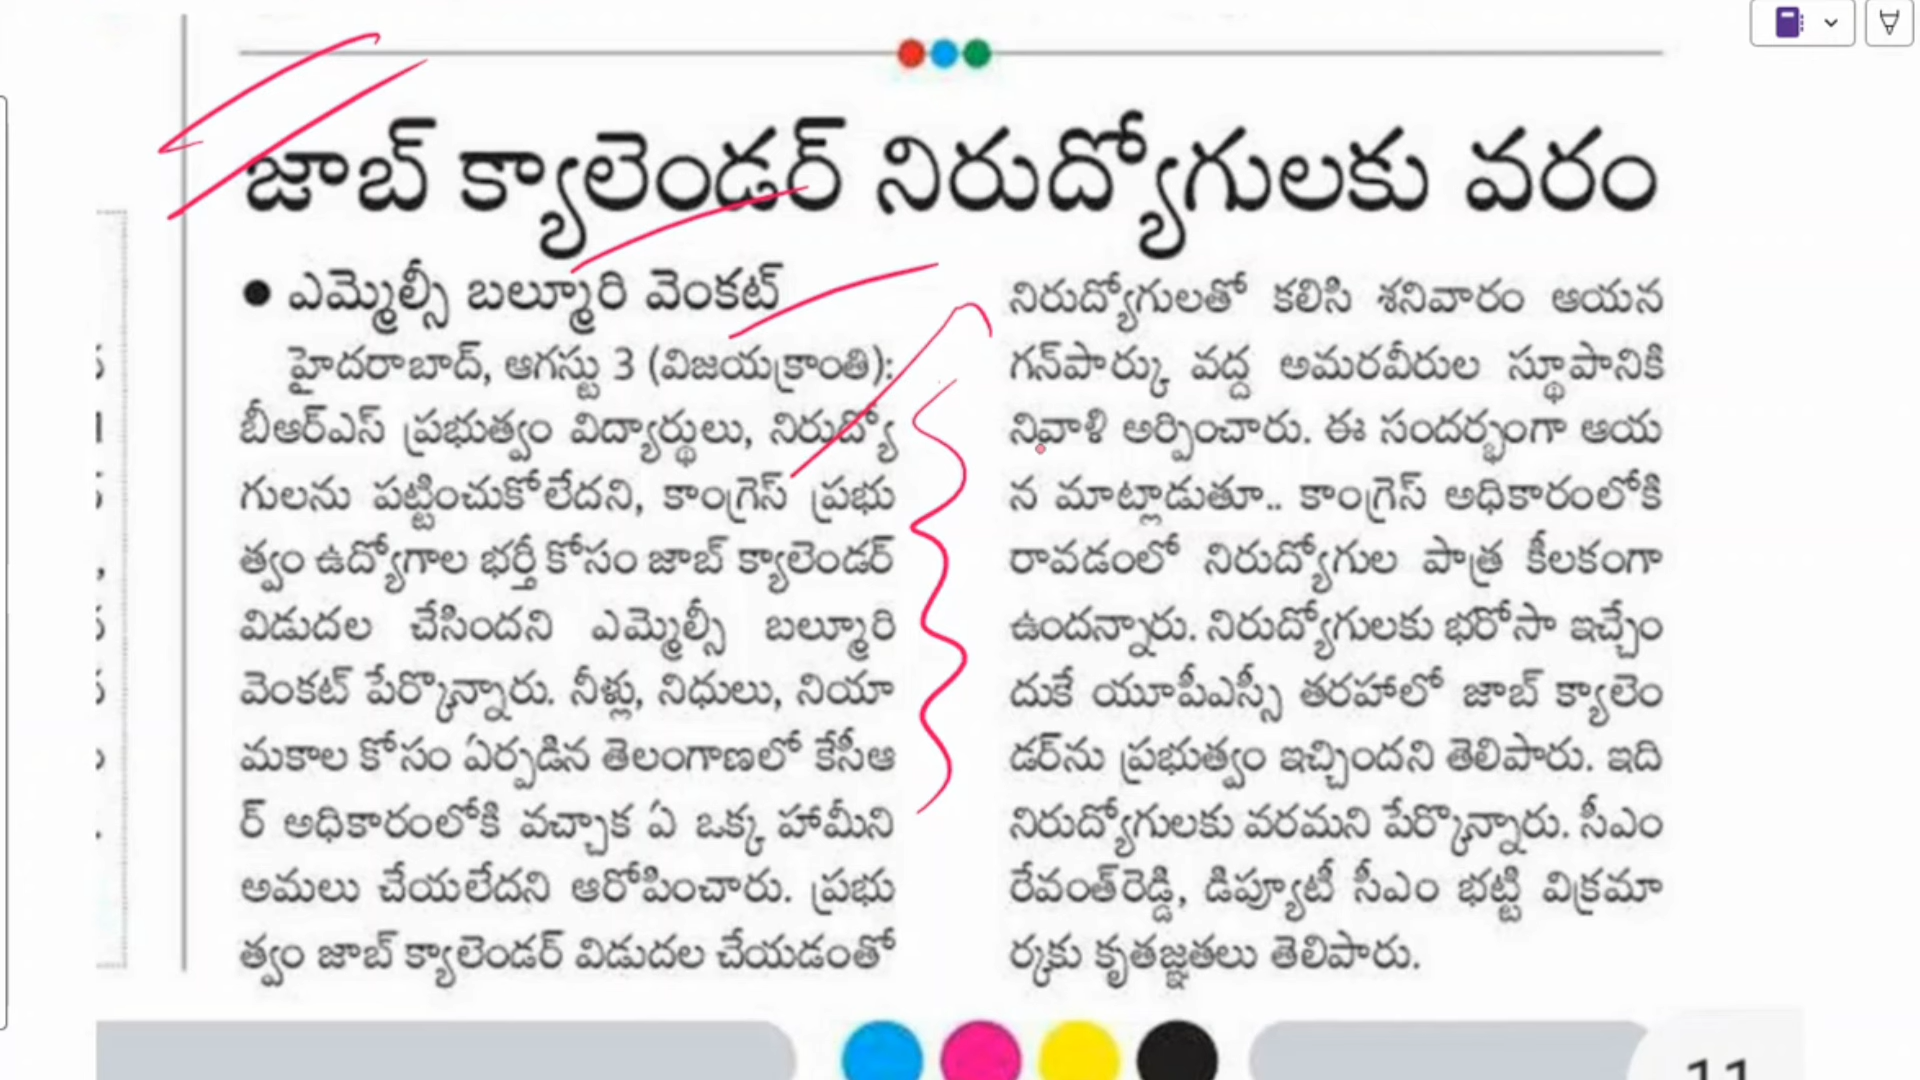 జాబ్ క్యాలెండర్ నిరుద్యోగులకు వరం
● ఎమ్మెల్సీ బల్మూరి వెంకట్
హైదరాబాద్, ఆగస్టు 3 (విజయక్రాంతి):
బీఆర్ఎస్ ప్రభుత్వం విద్యార్థులు, నిరుద్యో
గులను పట్టించుకోలేదని, కాంగ్రెస్ ప్రభు
త్వం ఉద్యోగాల భర్తీ కోసం జాబ్ క్యాలెండర్
విడుదల చేసిందని ఎమ్మెల్సీ బల్మూరి
వెంకట్ పేర్కొన్నారు. నీళ్లు, నిధులు, నియా
మకాల కోసం ఏర్పడిన తెలంగాణలో కేసీఆ
ర్ అధికారంలోకి వచ్చాక ఏ ఒక్క హామీని
అమలు చేయలేదని ఆరోపించారు. ప్రభు
త్వం జాబ్ క్యాలెండర్ విడుదల చేయడంతో
నిరుద్యోగులతో కలిసి శనివారం ఆయన
గన్‌పార్కు వద్ద అమరవీరుల స్థూపానికి
నివాళి అర్పించారు. ఈ సందర్భంగా ఆయ
న మాట్లాడుతూ.. కాంగ్రెస్ అధికారంలోకి
రావడంలో నిరుద్యోగుల పాత్ర కీలకంగా
ఉందన్నారు. నిరుద్యోగులకు భరోసా ఇచ్చేం
దుకే యూపీఎస్సీ తరహాలో జాబ్ క్యాలెం
డర్‌ను ప్రభుత్వం ఇచ్చిందని తెలిపారు. ఇది
నిరుద్యోగులకు వరమని పేర్కొన్నారు. సీఎం
రేవంత్‌రెడ్డి, డిప్యూటీ సీఎం భట్టి విక్రమా
ర్కకు కృతజ్ఞతలు తెలిపారు.
11